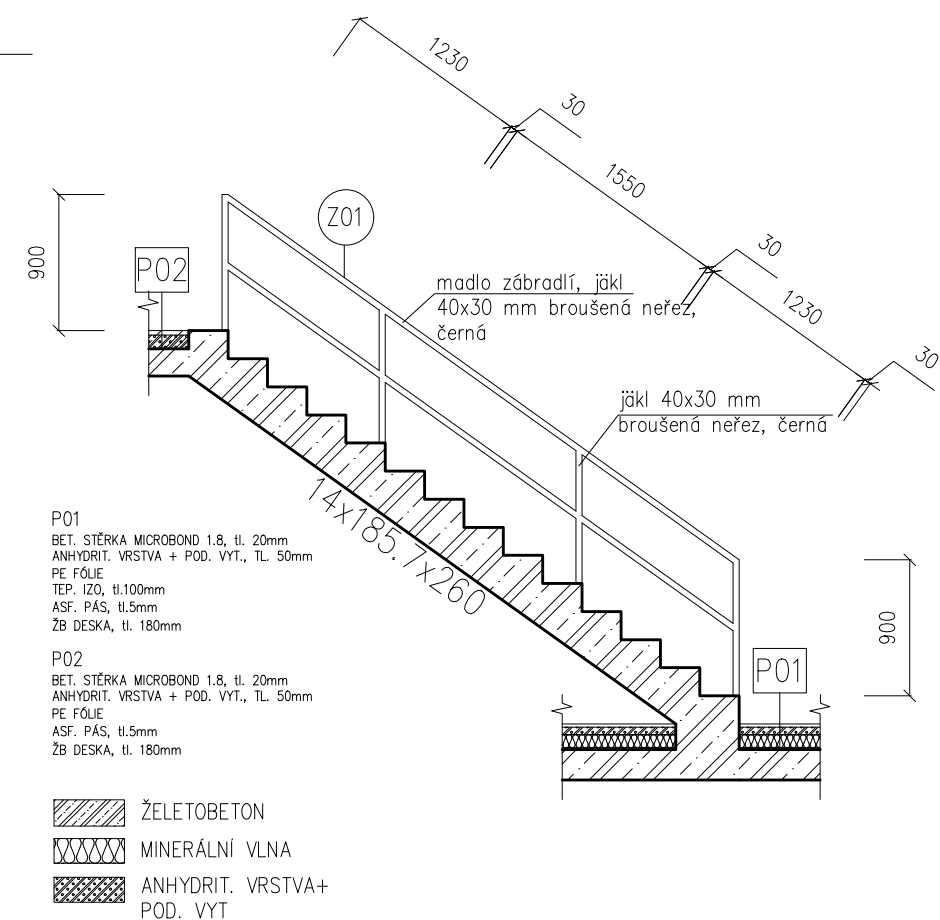 1230
30
1550
30
1230
30
900
Z01
P02
madlo zábradlí, jäkl
40x30 mm broušená neřez,
černá
jäkl 40x30 mm
broušená neřez, černá
14x185.7x260
900
P01
P01
BET. STĚRKA MICROBOND 1.8, tl. 20mm
ANHYDRIT. VRSTVA + POD. VYT., TL. 50mm
PE FÓLIE
TEP. IZO, tl.100mm
ASF. PÁS, tl.5mm
ŽB DESKA, tl. 180mm
P02
BET. STĚRKA MICROBOND 1.8, tl. 20mm
ANHYDRIT. VRSTVA + POD. VYT., TL. 50mm
PE FÓLIE
ASF. PÁS, tl.5mm
ŽB DESKA, tl. 180mm
ŽELETOBETON
MINERÁLNÍ VLNA
ANHYDRIT. VRSTVA+
POD. VYT